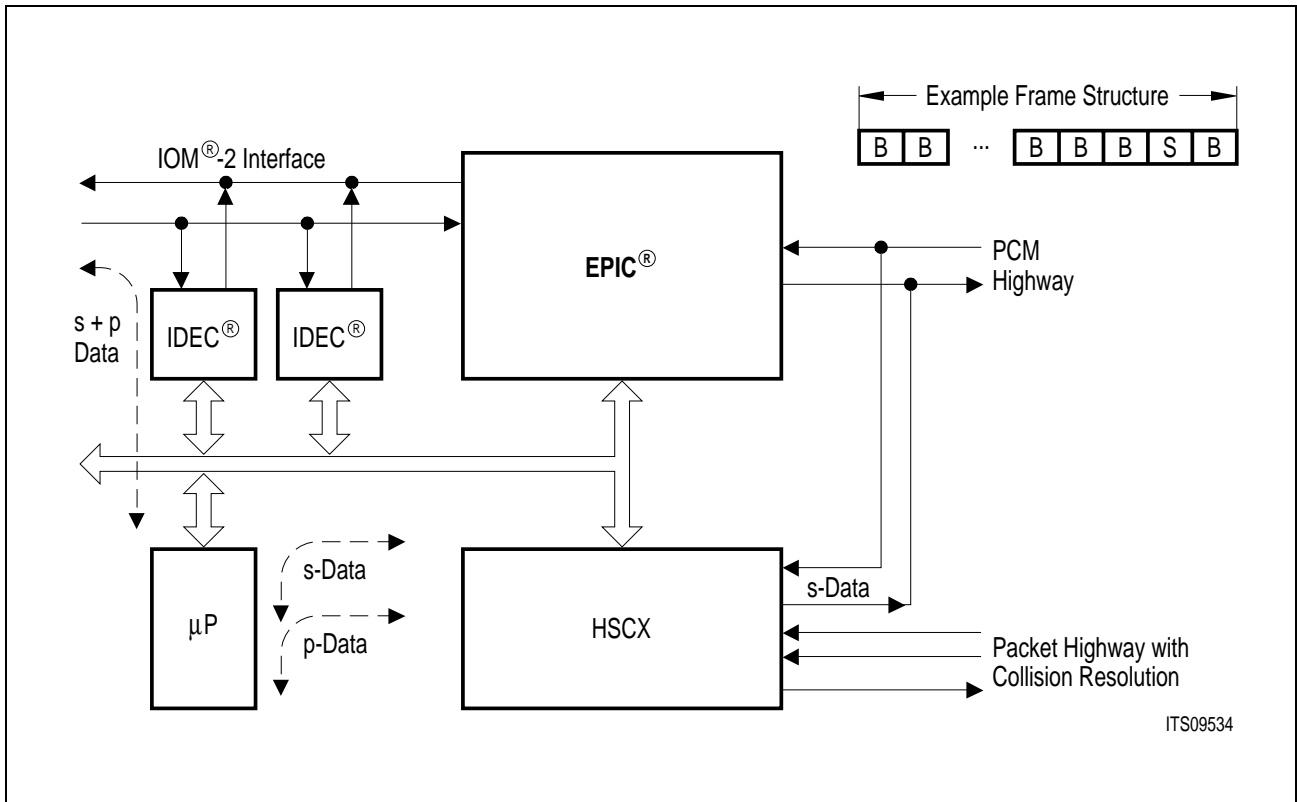 Example Frame Structure
B B ... B B B S B
IOM®-2 Interface
EPIC®
PCM
Highway
s + p
Data
IDEC®
IDEC®
μP
s-Data
p-Data
HSCX
s-Data
Packet Highway with
Collision Resolution
ITS09534